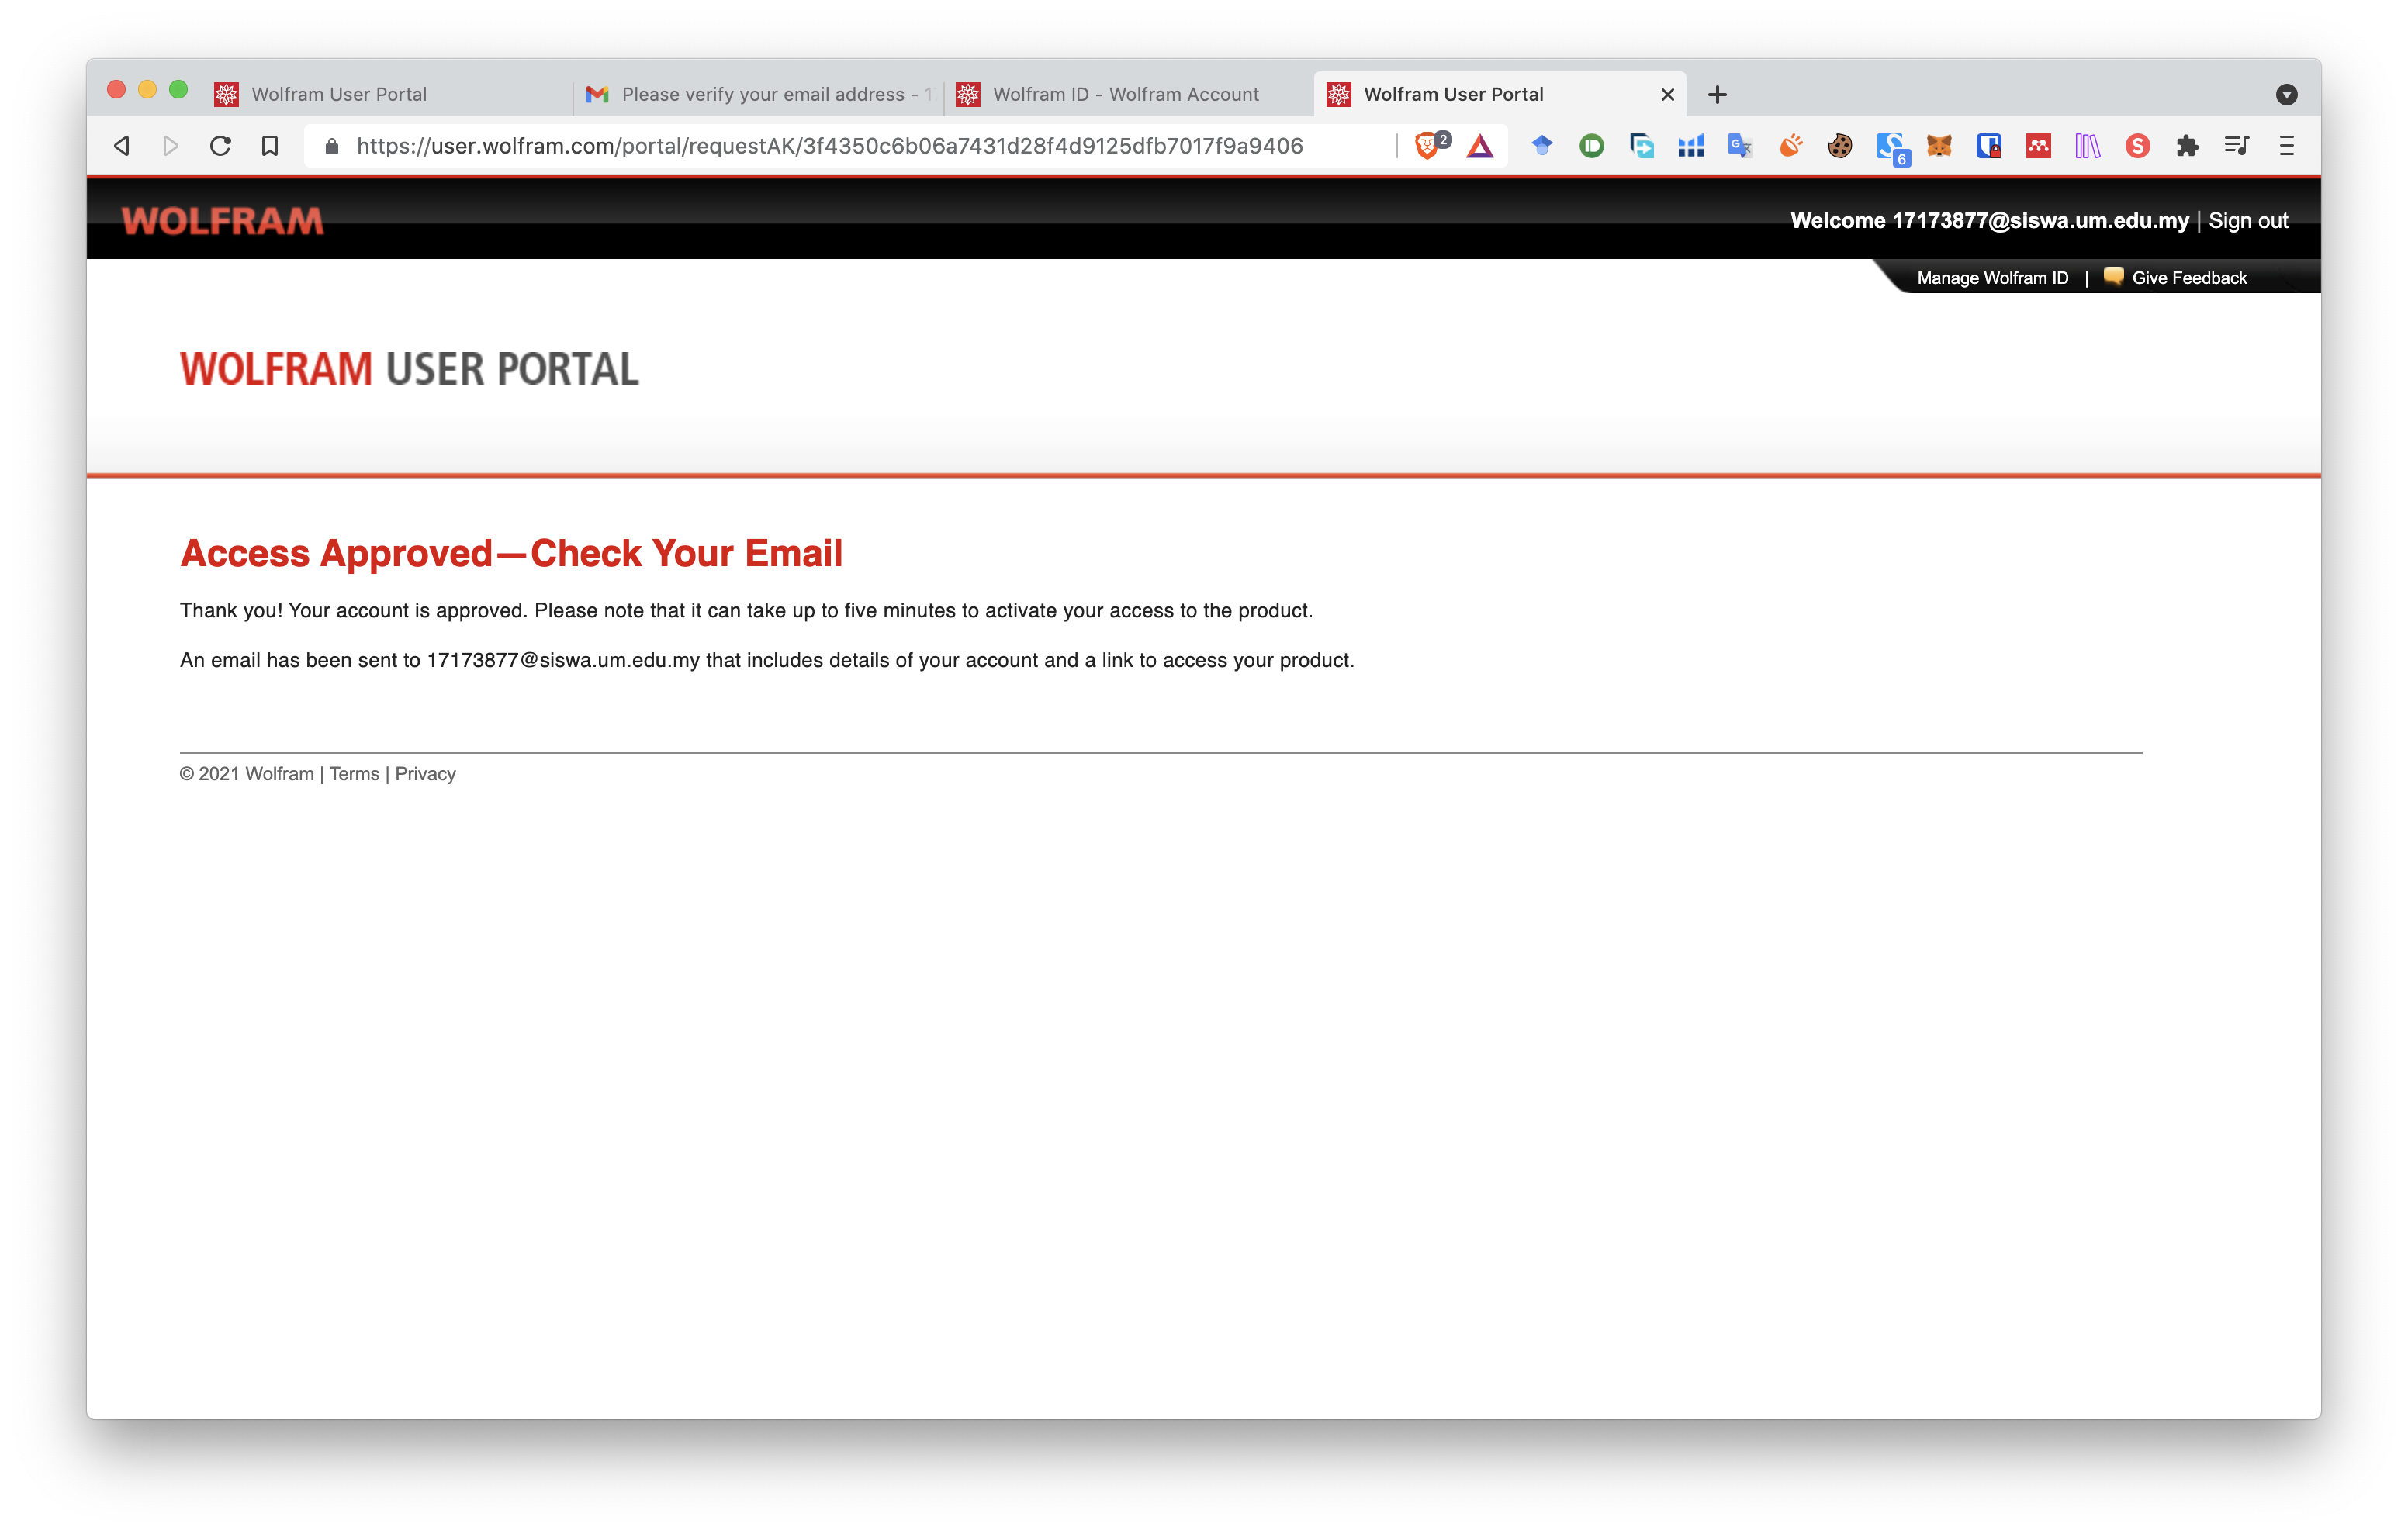 Wolfram User Portal
Please verify your email address - 1
Wolfram ID - Wolfram Account
Wolfram User Portal
https://user.wolfram.com/portal/requestAK/3f4350c6b06a7431d28f4d9125dfb7017f9a9406
2
6
WOLFRAM
Welcome 17173877@siswa.um.edu.my | Sign out
Manage Wolfram ID | Give Feedback
WOLFRAM USER PORTAL
Access Approved—Check Your Email
Thank you! Your account is approved. Please note that it can take up to five minutes to activate your access to the product.
An email has been sent to 17173877@siswa.um.edu.my that includes details of your account and a link to access your product.
© 2021 Wolfram | Terms | Privacy